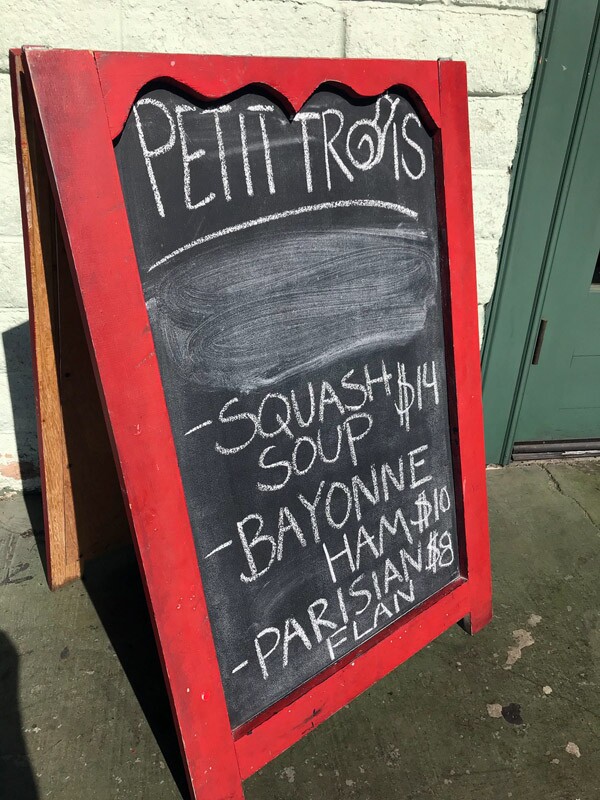 PETIT TROIS
- SQUASH $14
SOUP
- BAYONNE
HAM $10
- PARISIAN $8
FLAN